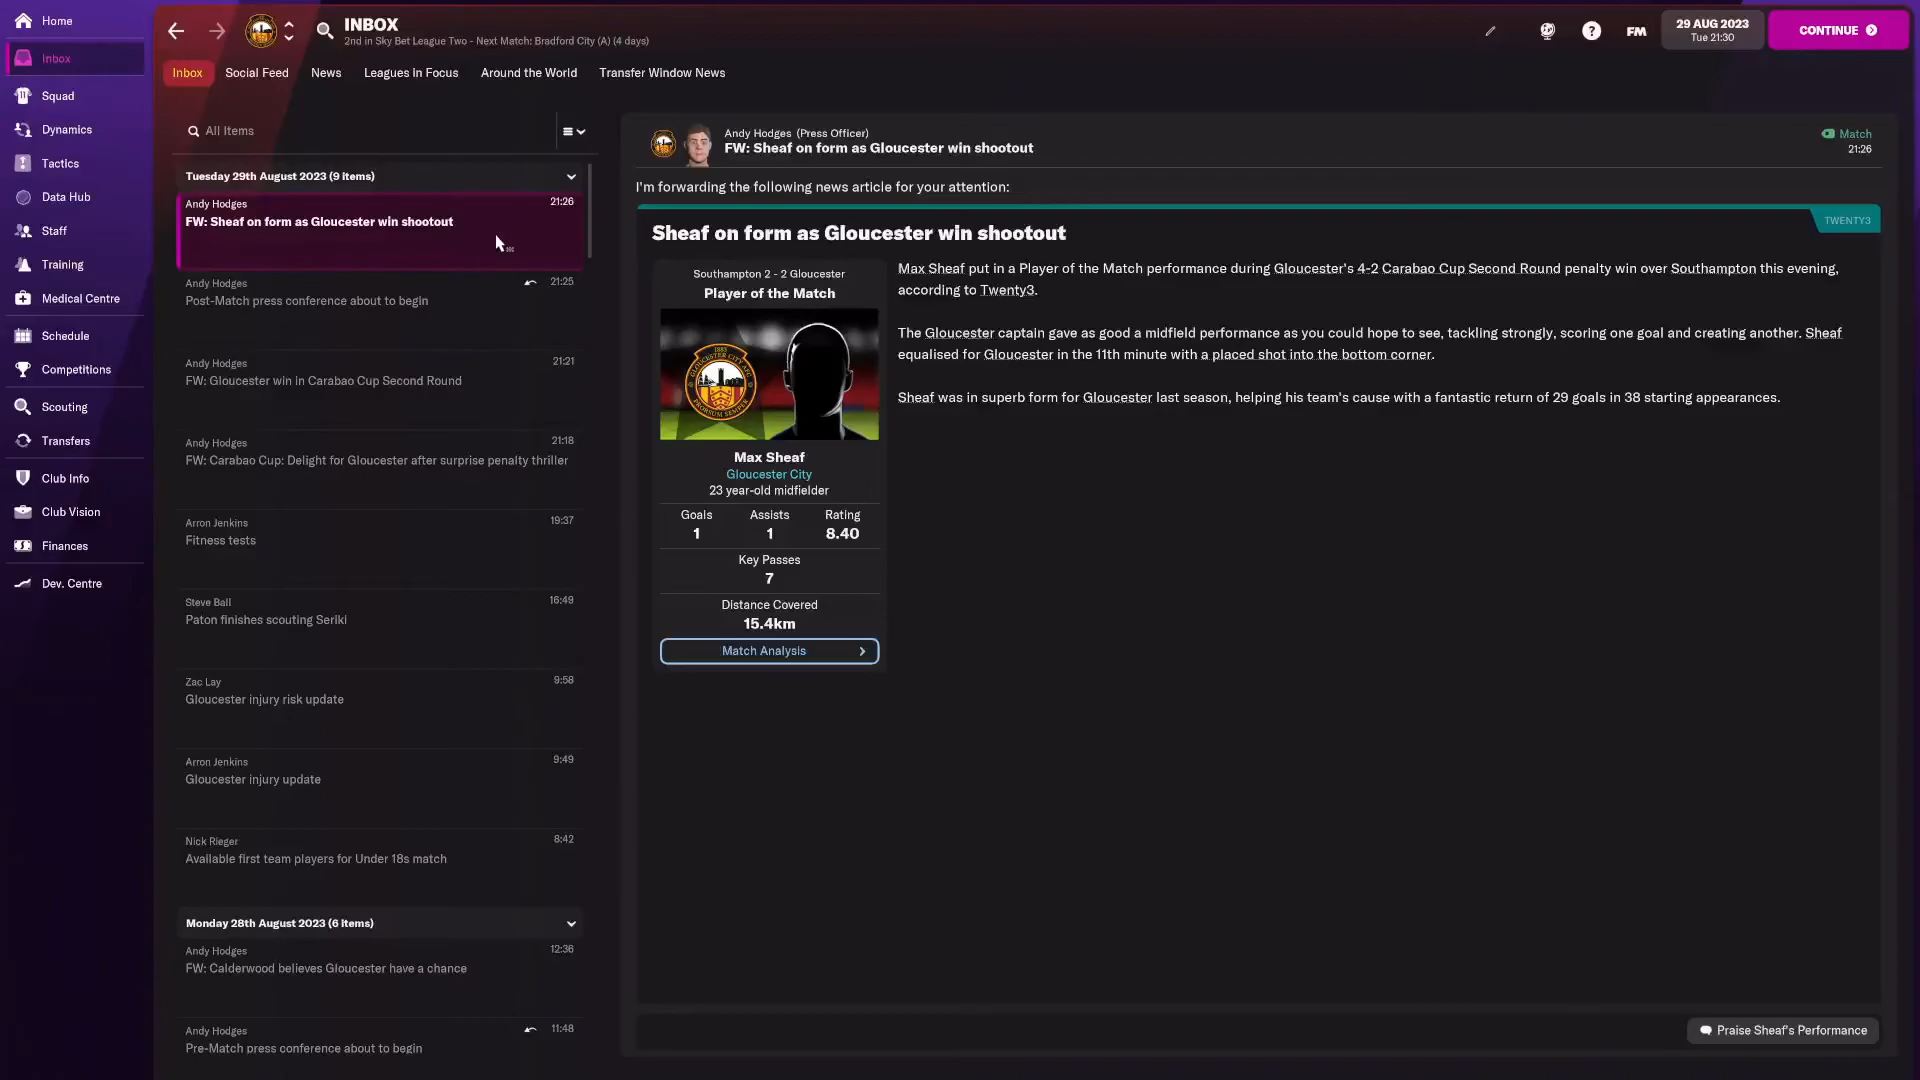 Home
Inbox
Squad
Dynamics
Tactics
Data Hub
Staff
Training
Medical Centre
Schedule
Competitions
Scouting
Transfers
Club Info
Club Vision
Finances
Dev. Centre
INBOX
2nd in Sky Bet League Two - Next Match: Bradford City (A) (4 days)
FM
29 AUG 2023
Tue 21:30
CONTINUE
Inbox Social Feed News Leagues in Focus Around the World Transfer Window News
All Items
Tuesday 29th August 2023 (9 Items)
Andy Hodges 21:26
FW: Sheaf on form as Gloucester win shootout
Andy Hodges 21:25
Post-Match press conference about to begin
Andy Hodges 21:21
FW: Gloucester win in Carabao Cup Second Round
Andy Hodges 21:18
FW: Carabao Cup: Delight for Gloucester after surprise penalty thriller
Arron Jenkins 19:37
Fitness tests
Steve Ball 16:49
Paton finishes scouting Seriki
Zac Lay 9:58
Gloucester injury risk update
Arron Jenkins 9:49
Gloucester injury update
Nick Rieger 8:42
Available first team players for Under 18s match
Monday 28th August 2023 (6 Items)
Andy Hodges 12:36
FW: Calderwood believes Gloucester have a chance
Andy Hodges 11:48
Pre-Match press conference about to begin
Andy Hodges (Press Officer)
FW: Sheaf on form as Gloucester win shootout
Match
21:26
I'm forwarding the following news article for your attention:
TWENTY3
Sheaf on form as Gloucester win shootout
Southampton 2 - 2 Gloucester
Player of the Match
1883
GLOUCESTER CITY AFC
PRORSUM SEMPER
Max Sheaf
Gloucester City
23 year-old midfielder
Goals Assists Rating
1 1 8.40
Key Passes
7
Distance Covered
15.4km
Match Analysis
Max Sheaf put in a Player of the Match performance during Gloucester's 4-2 Carabao Cup Second Round penalty win over Southampton this evening,
according to Twenty3.
The Gloucester captain gave as good a midfield performance as you could hope to see, tackling strongly, scoring one goal and creating another. Sheaf
equalised for Gloucester in the 11th minute with a placed shot into the bottom corner.
Sheaf was in superb form for Gloucester last season, helping his team's cause with a fantastic return of 29 goals in 38 starting appearances.
Praise Sheaf's Performance